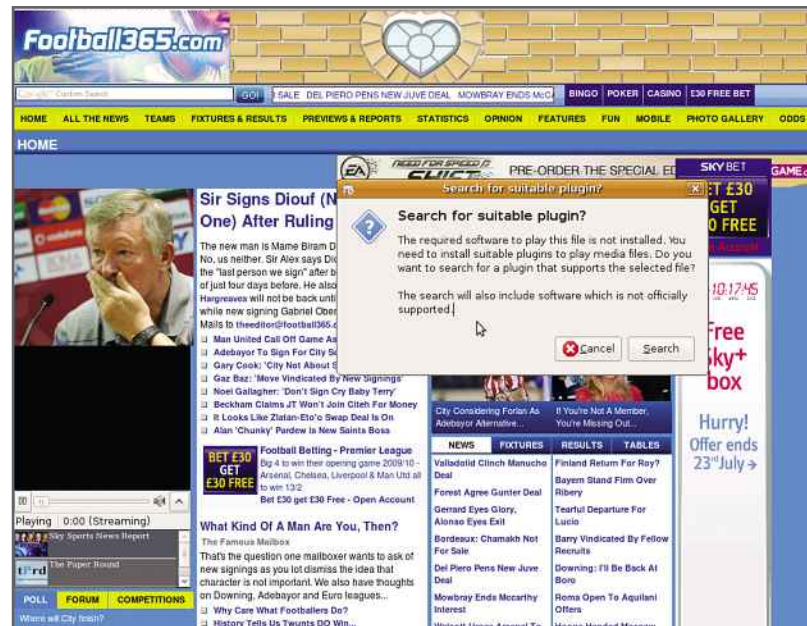 Football365.com
Custom Search
GO!
SALE DEL PIERO PENS NEW JUVE DEAL MOWBRAY ENDS McC
BINGO POKER CASINO £30 FREE BET
HOME ALL THE NEWS TEAMS FIXTURES & RESULTS PREVIEWS & REPORTS STATISTICS OPINION FEATURES FUN MOBILE PHOTO GALLERY ODDS
HOME
EA
NEED FOR SPEED
SHIFT
PRE-ORDER THE SPECIAL ED
SKYBET
GAME.c
BET £30
GET
£30 FREE
Search for suitable plugin?
Search for suitable plugin?
The required software to play this file is not installed. You
need to install suitable plugins to play media files. Do you
want to search for a plugin that supports the selected file?
The search will also include software which is not officially
supported.
Cancel
Search
Sir Signs Diouf (N
One) After Ruling
The new man is Mame Biram D
No, us neither. Sir Alex says Dio
the "last person we sign" after b
of just four days before. He also
Hargreaves will not be back unti
while new signing Gabriel Ober
Mails to theeditor@football365.c
Man United Call Off Game As
Adebayor To Sign For City S
Gary Cook: 'City Not About S
Gaz Baz: 'Move Vindicated By New Signings'
Noel Gallagher: 'Don't Sign Cry Baby Terry'
Beckham Claims JT Won't Join Citeh For Money
It Looks Like Zlatan-Eto'o Swap Deal Is On
Alan 'Chunky' Pardew Is New Saints Boss
BET £30
GET
£30 FREE
Football Betting - Premier League
Big 4 to win their opening game 2009/10 -
Arsenal, Chelsea, Liverpool & Man Utd all
to win 13/2
Bet £30 get £30 Free - Open Account
What Kind Of A Man Are You, Then?
The Famous Mailbox
That's the question one mailboxer wants to ask of
new signings as you lot dismiss the idea that
character is not important. We also have thoughts
on Downing, Adebayor and Euro leagues...
Why Care What Footballers Do?
History Tells Us Twunts DO Win...
Playing 0:00 (Streaming)
Sky Sports News Report
The Paper Round
POLL FORUM COMPETITIONS
Where will City finish?
City Considering Forlan As
Adebayor Alternative...
If You're Not A Member,
You're Missing Out...
NEWS FIXTURES RESULTS TABLES
Valladolid Clinch Manucho
Deal
Forest Agree Gunter Deal
Gerrard Eyes Glory,
Alonso Eyes Exit
Bordeaux: Chamakh Not
For Sale
Del Piero Pens New Juve
Deal
Mowbray Ends Mccarthy
Interest
Finland Return For Roy?
Bayern Stand Firm Over
Ribery
Tearful Departure For
Lucio
Barry Vindicated By Fellow
Recruits
Downing: I'll Be Back At
Boro
Roma Open To Aquilani
Offers
10:17:45
Free
Sky+
box
Hurry!
Offer ends
23rd July